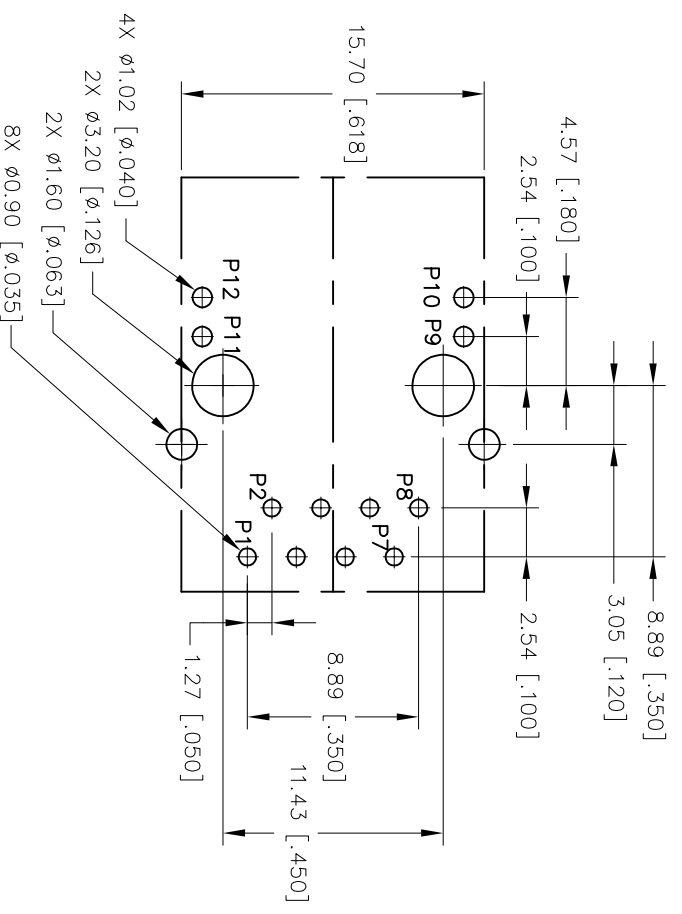 15.70 [.618]
4.57 [.180]
2.54 [.100]
8.89 [.350]
3.05 [.120]
2.54 [.100]
P10 P9
P8
P7
P12 P11
P2
P1
4X ø1.02 [ø.040]
2X ø3.20 [ø.126]
2X ø1.60 [ø.063]
8X ø0.90 [ø.035]
1.27 [.050]
8.89 [.350]
11.43 [.450]